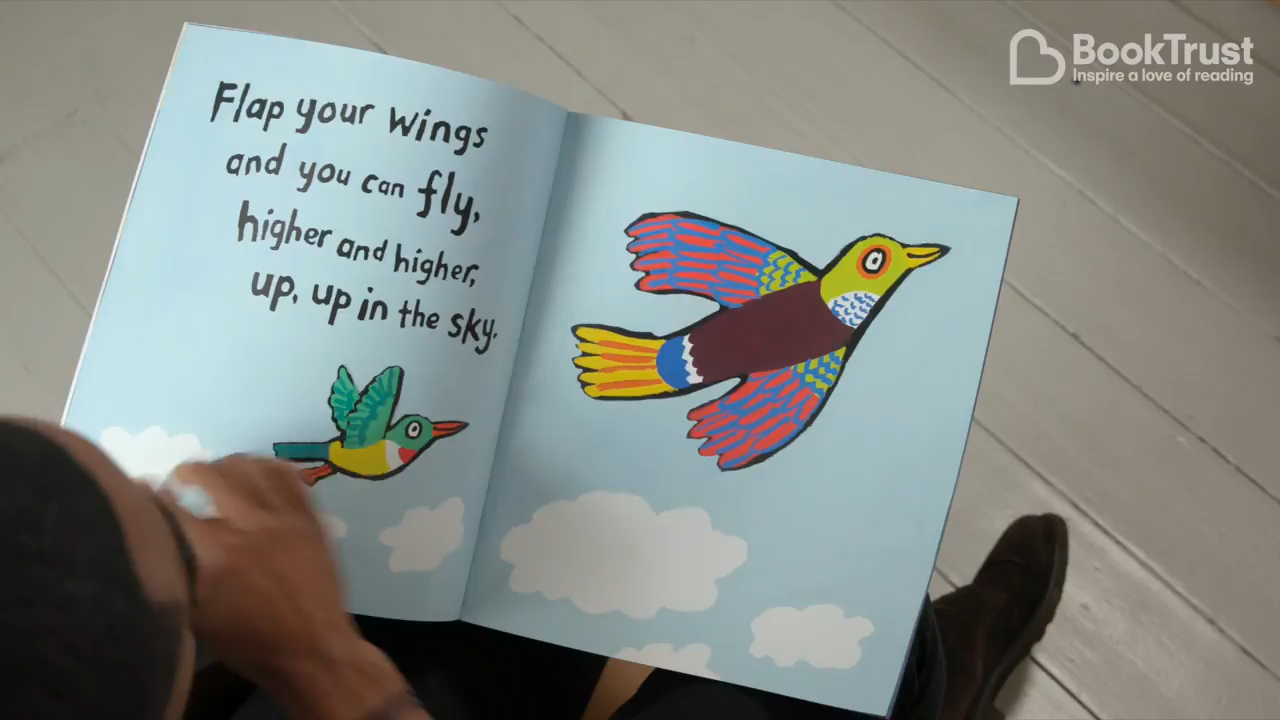 Flap your wings
and you can fly,
higher and higher,
up, up in the sky.
BookTrust
Inspire a love of reading